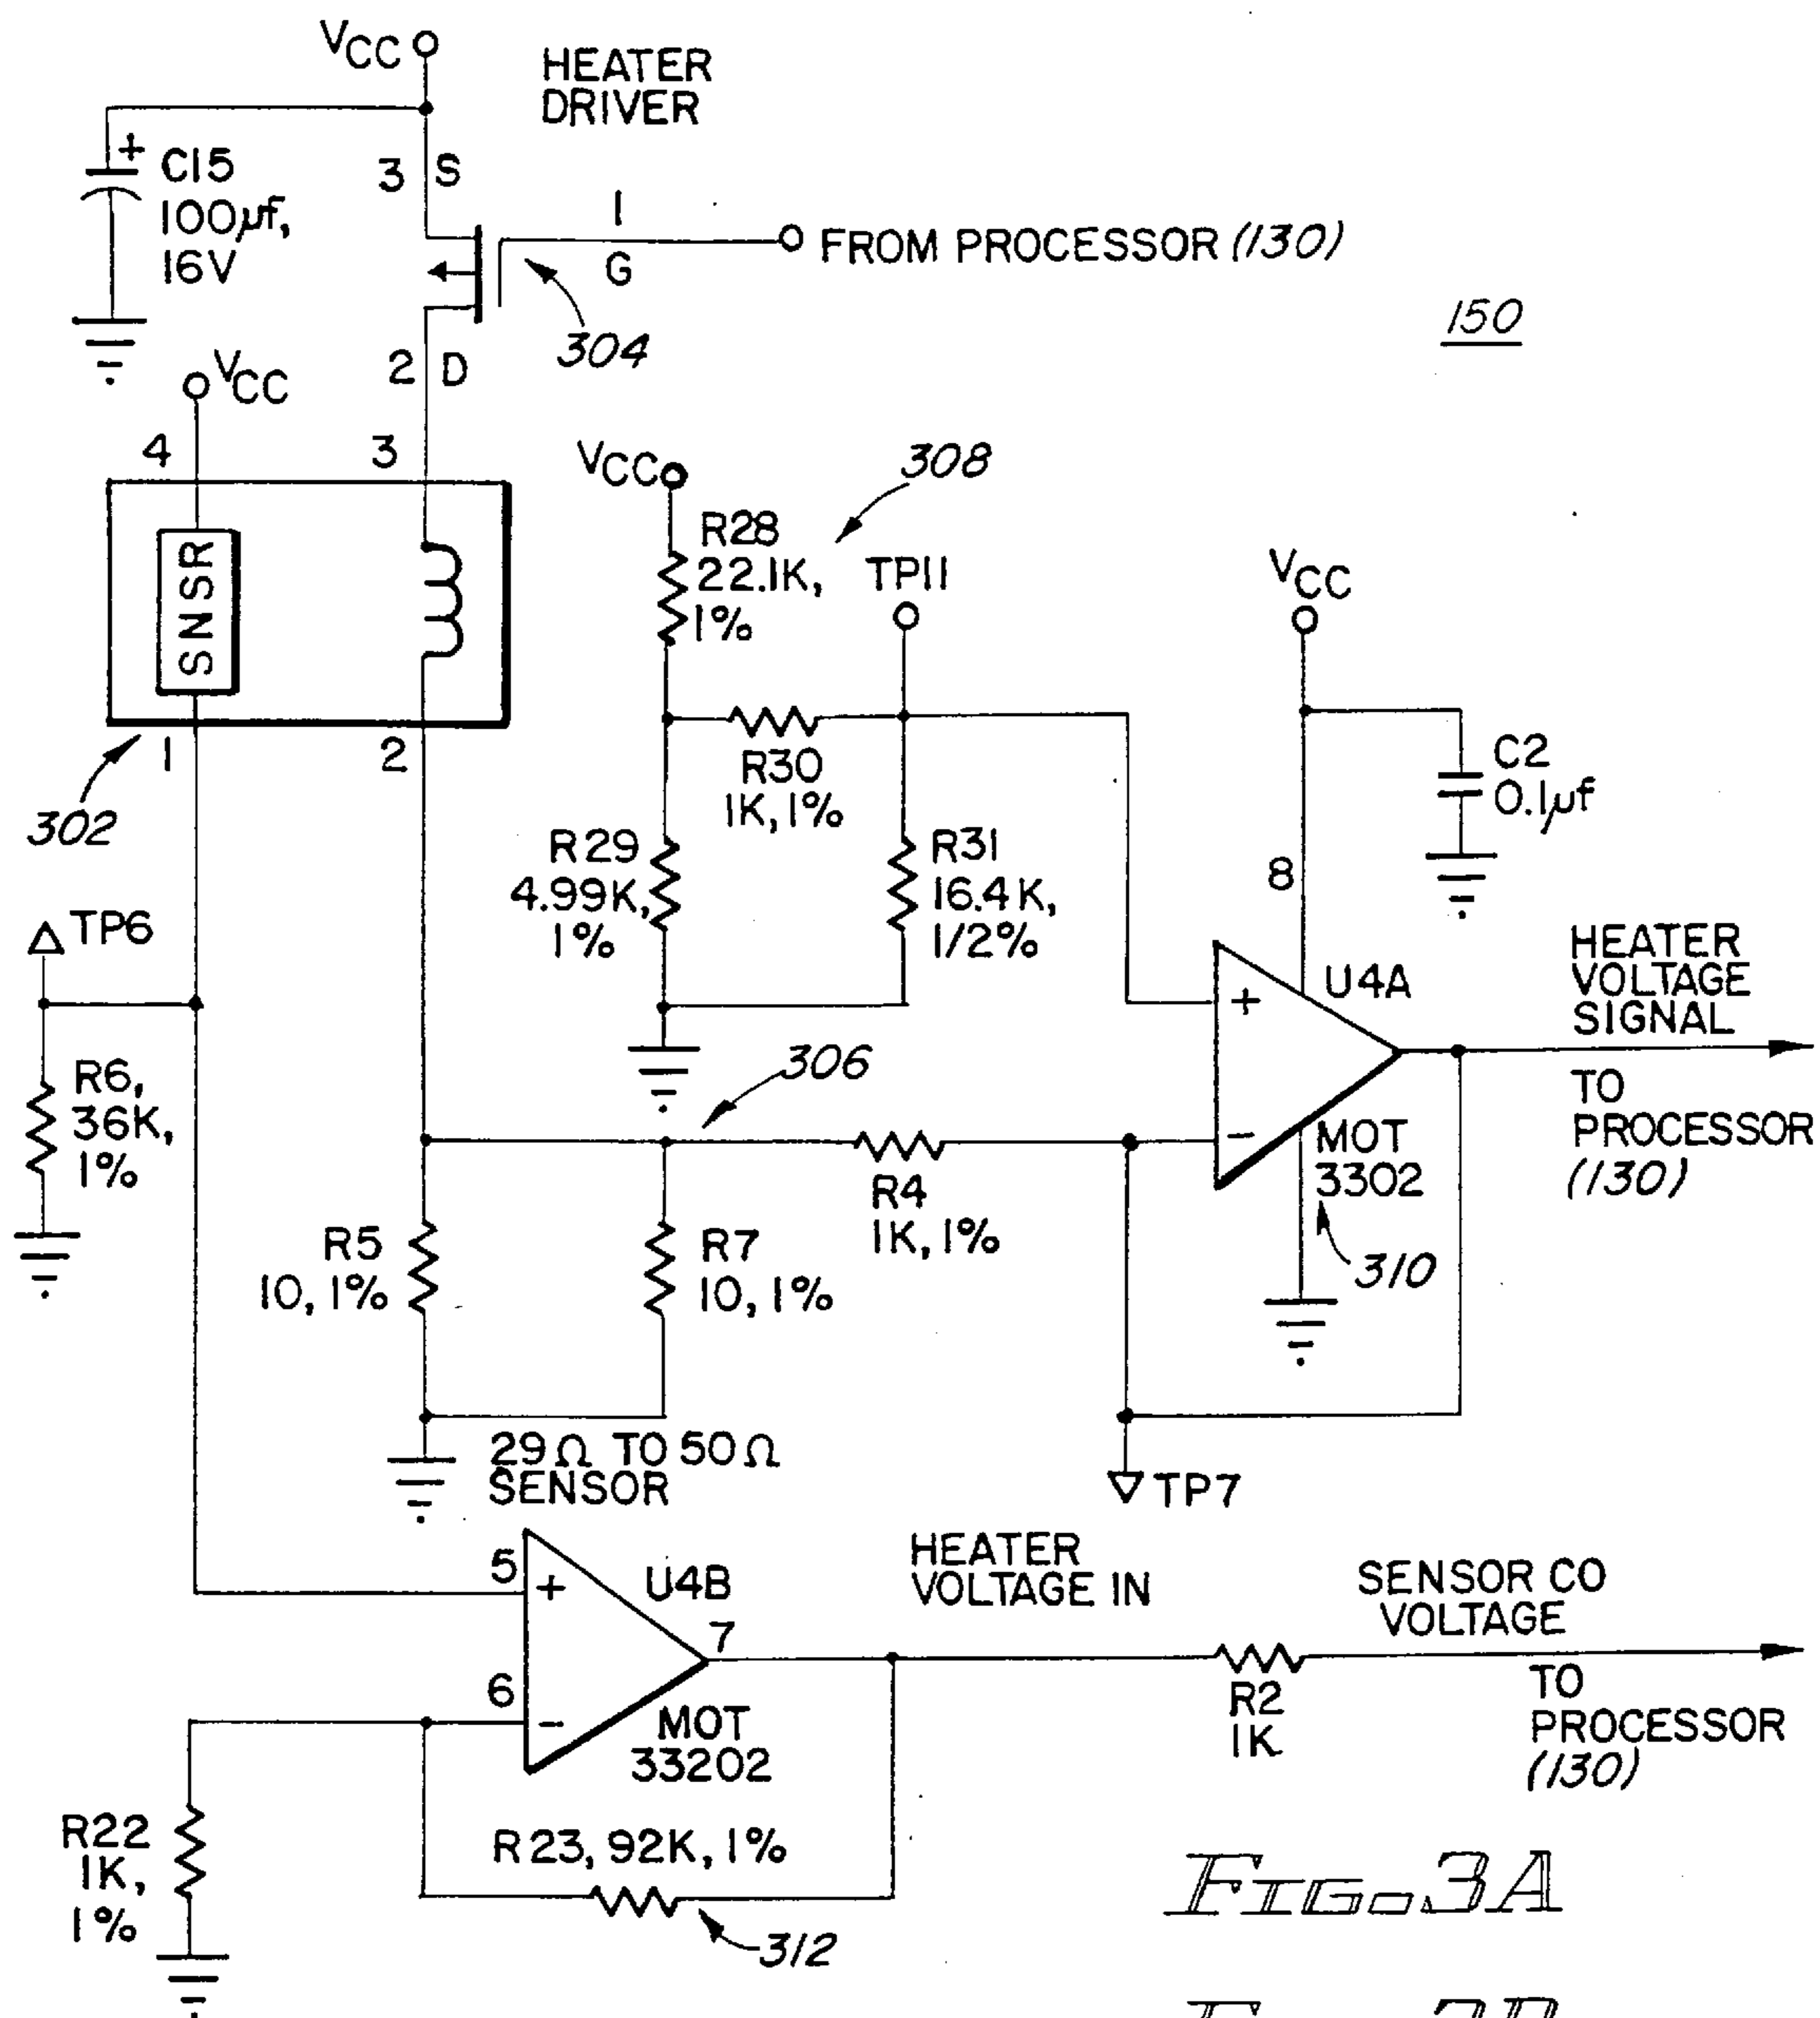 VCC
HEATER
DRIVER
+
C15
100µf,
16V
3 S
1
G
FROM PROCESSOR (130)
150
304
2 D
VCC
4
3
SNSR
1
2
302
VCC
308
R28
22.1K,
1%
TP11
R30
1K, 1%
R29
4.99K,
1%
R31
16.4K,
1/2%
VCC
C2
0.1µf
8
TP6
R6,
36K,
1%
306
U4A
+
–
MOT
3302
310
HEATER
VOLTAGE
SIGNAL
TO
PROCESSOR
(130)
R4
1K, 1%
R5
10, 1%
R7
10, 1%
29Ω TO 50Ω
SENSOR
TP7
5
+
U4B
7
6
–
MOT
33202
HEATER
VOLTAGE IN
SENSOR CO
VOLTAGE
R2
1K
TO
PROCESSOR
(130)
R22
1K,
1%
R23, 92K, 1%
312
FIG. 3A